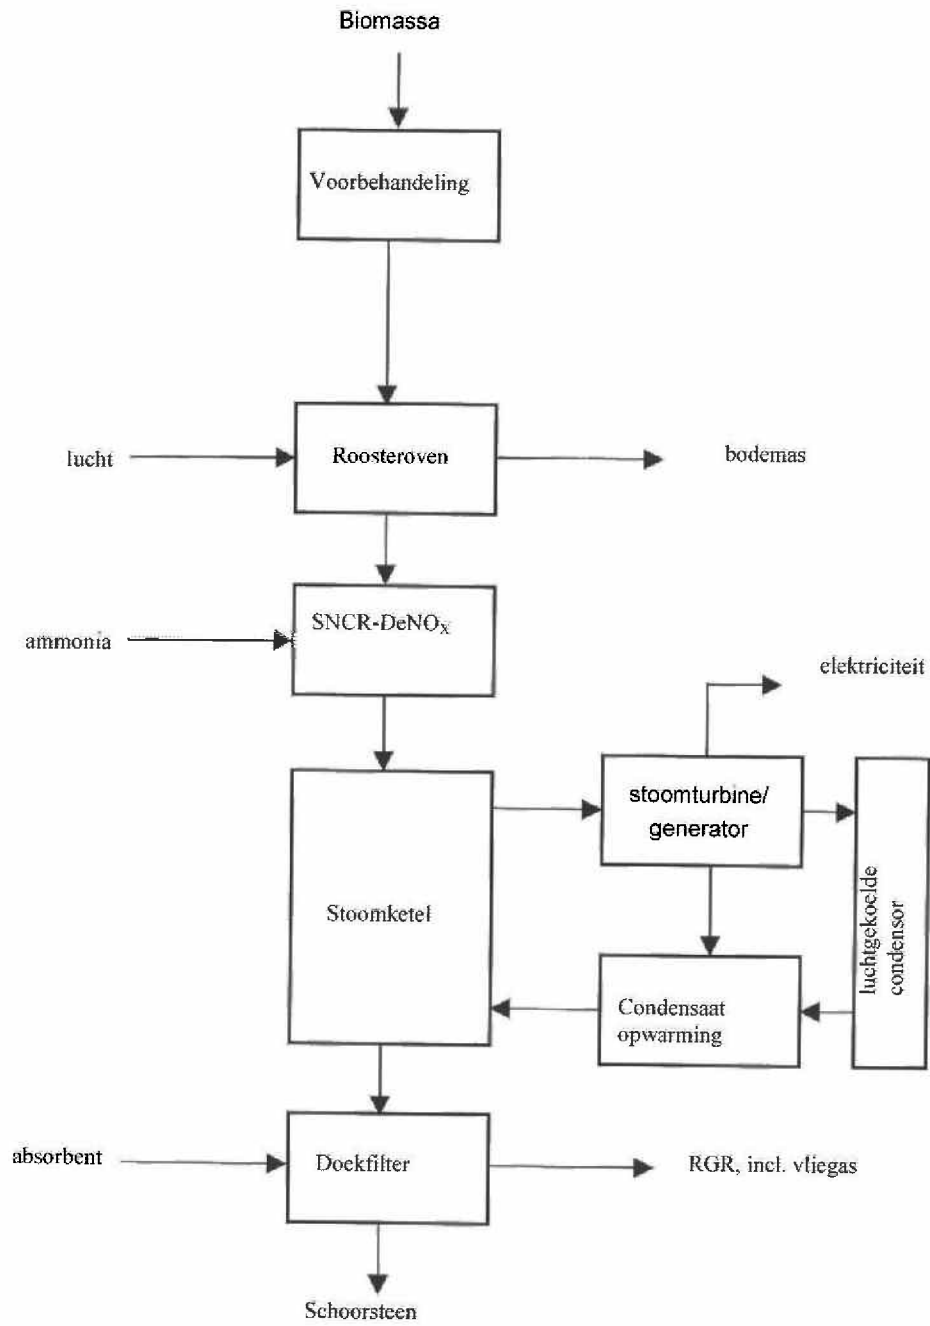 Biomassa
Voorbehandeling
lucht
Roosteroven
bodemas
ammonia
SNCR-DeNOX
elektriciteit
stoomturbine/
generator
Stoomketel
luchtgekoelde
condensor
Condensaat
opwarming
absorbent
Doekfilter
RGR, incl. vliegas
Schoorsteen